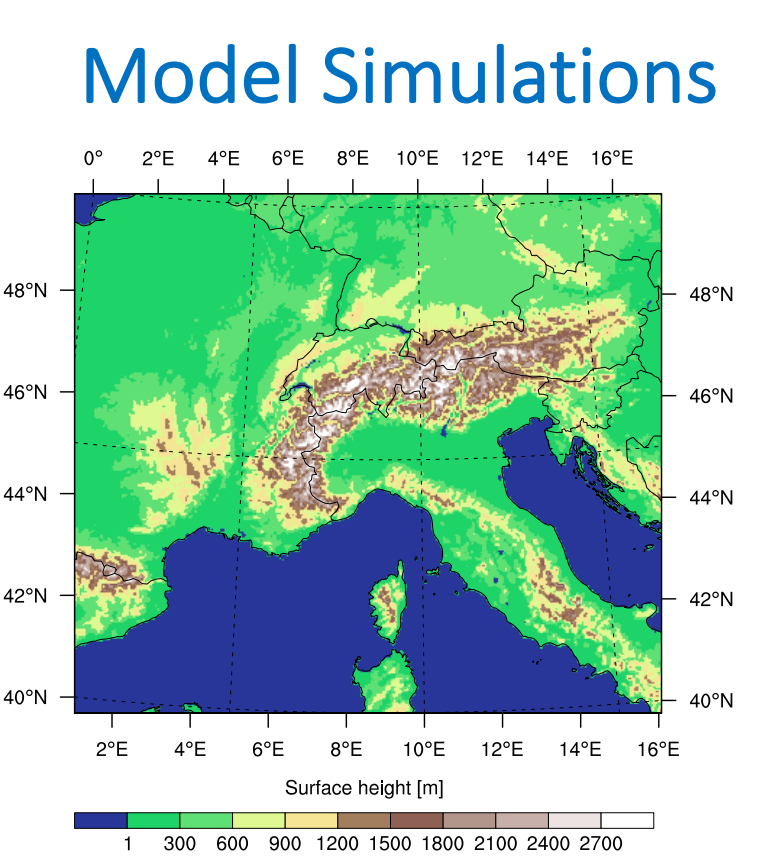 Model Simulations
0° 2°E 4°E 6°E 8°E 10°E 12°E 14°E 16°E
48°N 48°N
46°N 46°N
44°N 44°N
42°N 42°N
40°N 40°N
2°E 4°E 6°E 8°E 10°E 12°E 14°E 16°E
Surface height [m]
1 300 600 900 1200 1500 1800 2100 2400 2700